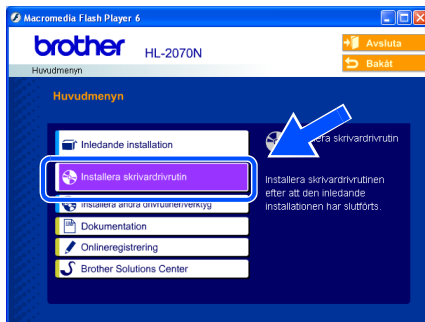 Macromedia Flash Player 6
brother HL-2070N
Avsluta
Bakåt
Huvudmenyn
Huvudmenyn
Inledande installation
Installera skrivardrivrutin
Installera andra drivrutiner/verktyg
Dokumentation
Onlineregistrering
Brother Solutions Center
skrivardrivrutin
Installera skrivardrivrutinen
efter att den inledande
installationen har slutförts.